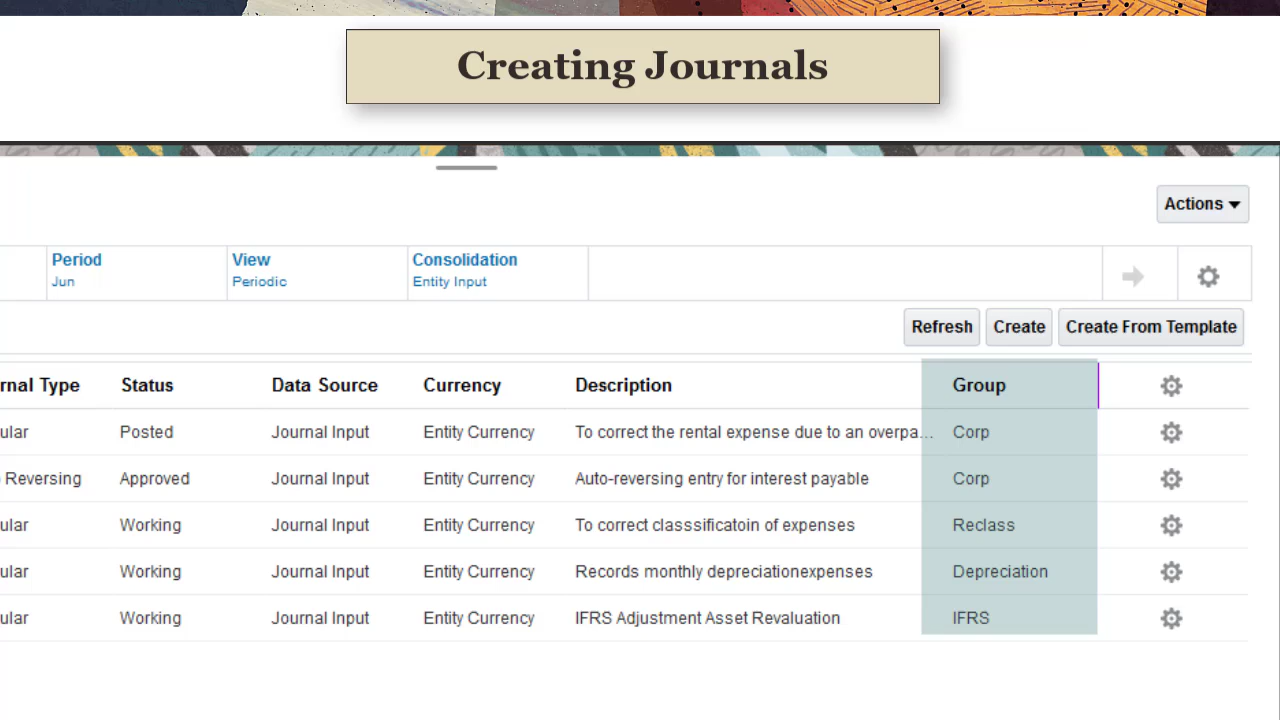 Creating Journals
Actions
Period View Consolidation
Jun Periodic Entity Input
Refresh Create Create From Template
rnal Type Status Data Source Currency Description Group
ular Posted Journal Input Entity Currency To correct the rental expense due to an overpa... Corp
Reversing Approved Journal Input Entity Currency Auto-reversing entry for interest payable Corp
ular Working Journal Input Entity Currency To correct classsificatoin of expenses Reclass
ular Working Journal Input Entity Currency Records monthly depreciationexpenses Depreciation
ular Working Journal Input Entity Currency IFRS Adjustment Asset Revaluation IFRS